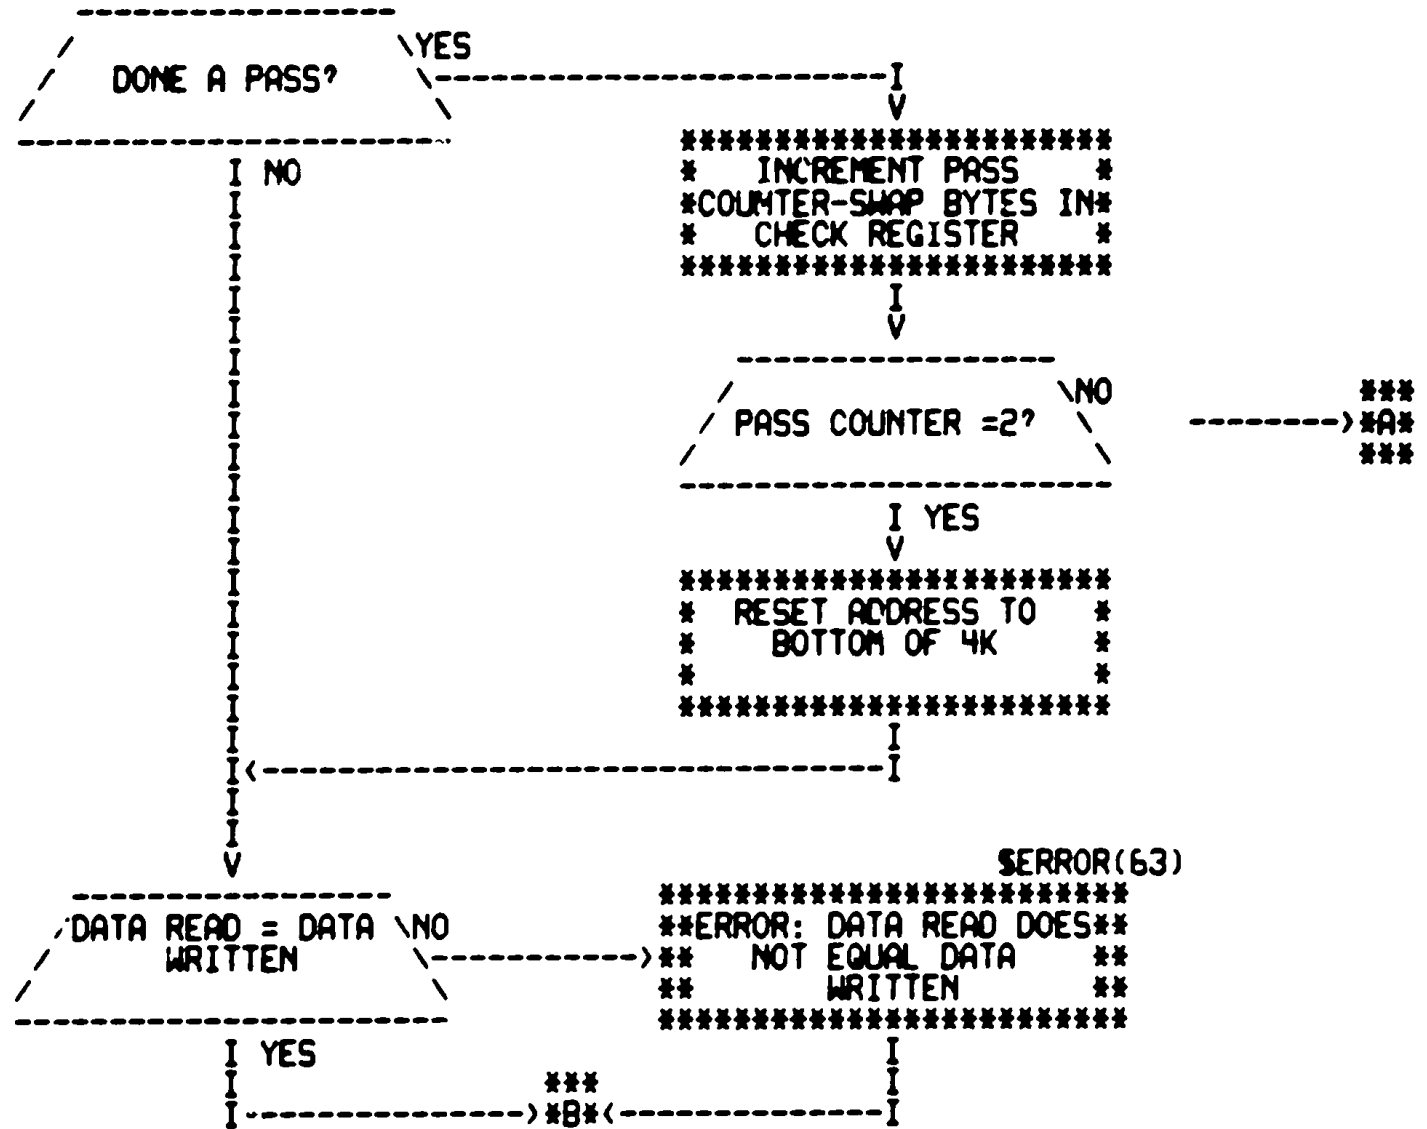 YES
DONE A PASS?
NO
INCREMENT PASS
COUNTER-SWAP BYTES IN
CHECK REGISTER
NO
PASS COUNTER =2?
A
YES
RESET ADDRESS TO
BOTTOM OF 4K
$ERROR(63)
DATA READ = DATA
WRITTEN
NO
ERROR: DATA READ DOES
NOT EQUAL DATA
WRITTEN
YES
B